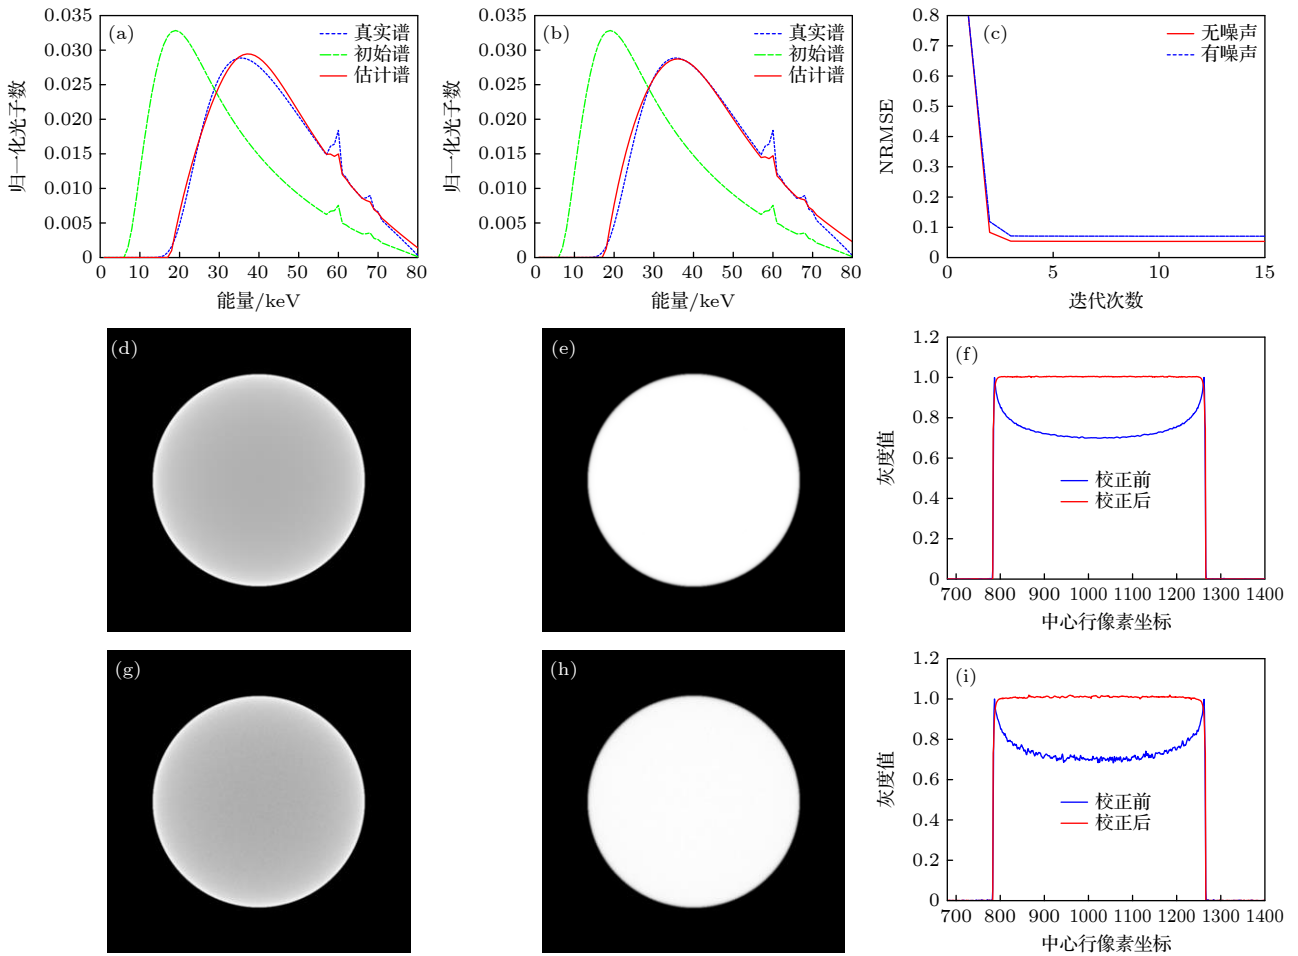 (a)
真实谱
初始谱
估计谱
0.035
0.030
0.025
0.020
0.015
0.010
0.005
0
归一化光子数
0 10 20 30 40 50 60 70 80
能量/keV
(b)
真实谱
初始谱
估计谱
0.035
0.030
0.025
0.020
0.015
0.010
0.005
0
归一化光子数
0 10 20 30 40 50 60 70 80
能量/keV
(c)
无噪声
有噪声
0.8
0.7
0.6
0.5
0.4
0.3
0.2
0.1
0
NRMSE
5 10 15
迭代次数
(d)
(e)
(f)
1.2
1.0
0.8
0.6
0.4
0.2
0
灰度值
校正前
校正后
700 800 900 1000 1100 1200 1300 1400
中心行像素坐标
(g)
(h)
(i)
1.2
1.0
0.8
0.6
0.4
0.2
0
灰度值
校正前
校正后
700 800 900 1000 1100 1200 1300 1400
中心行像素坐标